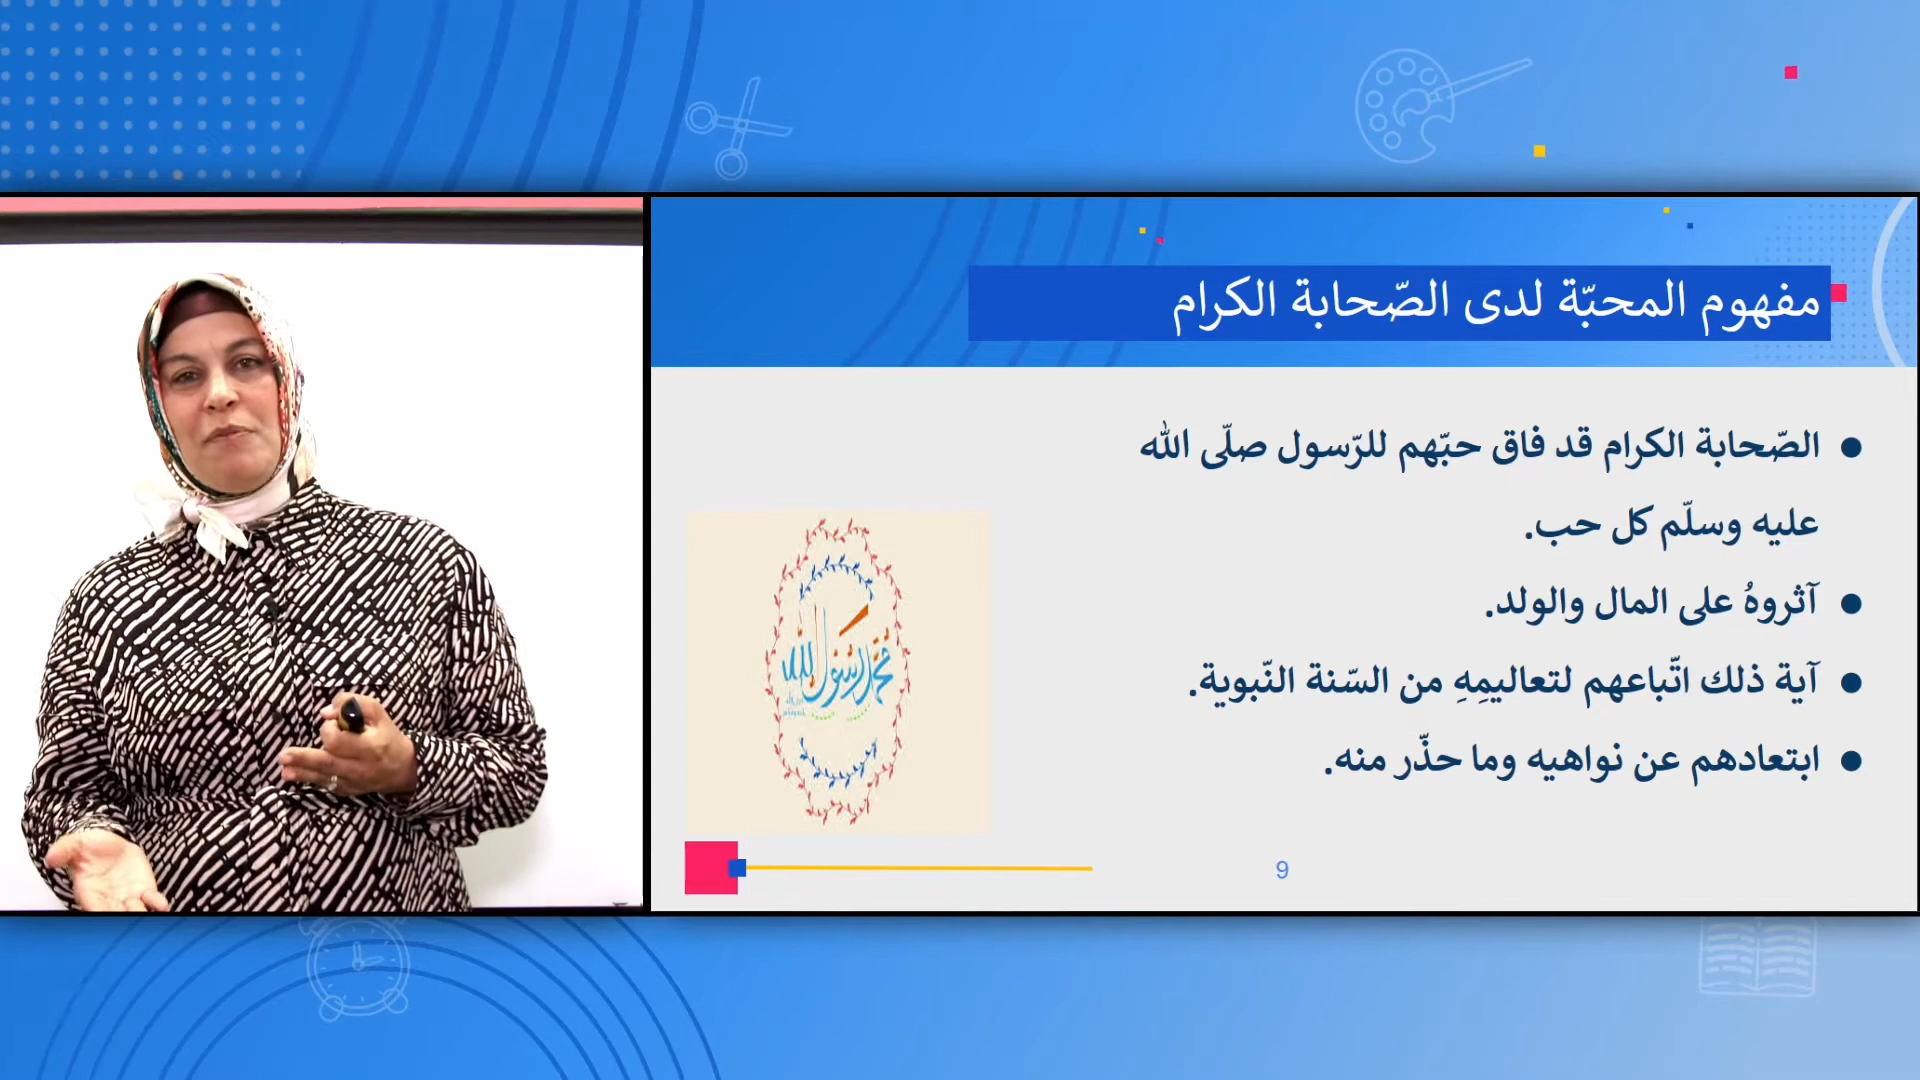 مفهوم المحبّة لدى الصّحابة الكرام
● الصّحابة الكرام قد فاق حبّهم للرّسول صلّى الله
عليه وسلّم كل حب.
● آثروهُ على المال والولد.
● آية ذلك اتّباعهم لتعاليمِهِ من السّنة النّبوية.
● ابتعادهم عن نواهيه وما حذّر منه.
محمد رسول الله
9